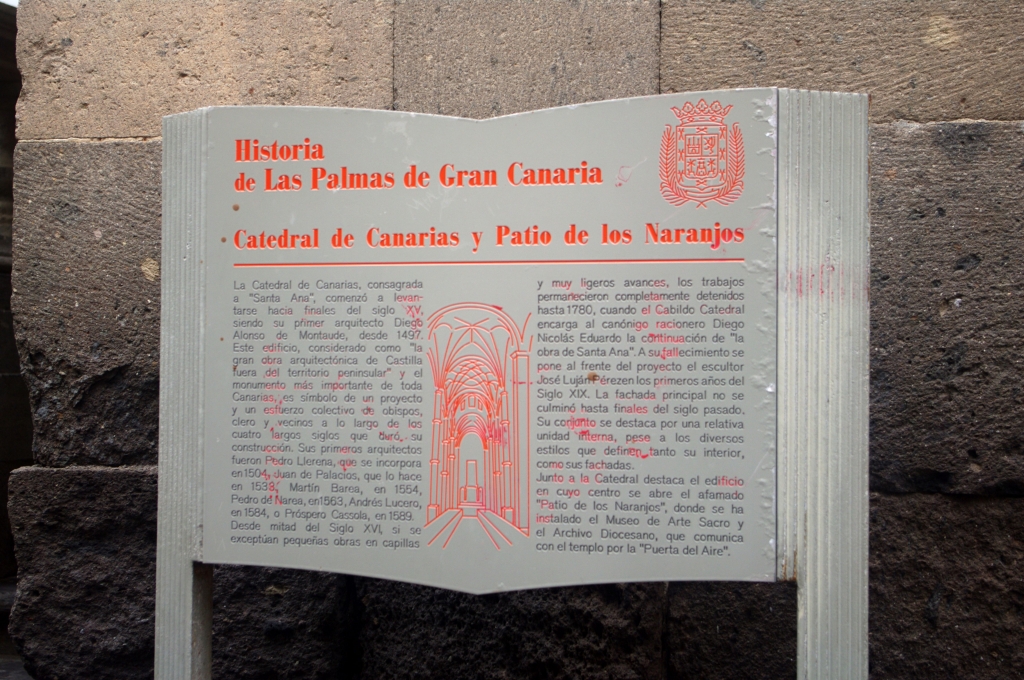 Historia
de Las Palmas de Gran Canaria
Catedral de Canarias y Patio de los Naranjos
La Catedral de Canarias, consagrada
a "Santa Ana", comenzó a levan-
tarse hacia finales del siglo XV,
siendo su primer arquitecto Diego
Alonso de Montaude, desde 1497.
Este edificio, considerado como "la
gran obra arquitectónica de Castilla
fuera del territorio peninsular" y el
monumento más importante de toda
Canarias, es símbolo de un proyecto
y un esfuerzo colectivo de obispos,
clero y vecinos a lo largo de los
cuatro largos siglos que duró su
construcción. Sus primeros arquitectos
fueron Pedro Llerena, que se incorpora
en 1504, Juan de Palacios, que lo hace
en 1533, Martín Barea, en 1554,
Pedro de Narea, en 1563, Andrés Lucero,
en 1584, o Próspero Cassola, en 1589.
Desde mitad del Siglo XVI, si se
exceptúan pequeñas obras en capillas
y muy ligeros avances, los trabajos
permanecieron completamente detenidos
hasta 1780, cuando el Cabildo Catedral
encarga al canónigo racionero Diego
Nicolás Eduardo la continuación de "la
obra de Santa Ana". A su fallecimiento se
pone al frente del proyecto el escultor
José Luján Pérez en los primeros años del
Siglo XIX. La fachada principal no se
culminó hasta finales del siglo pasado.
Su conjunto se destaca por una relativa
unidad interna, pese a los diversos
estilos que definen tanto su interior,
como sus fachadas.
Junto a la Catedral destaca el edificio
en cuyo centro se abre el afamado
"Patio de los Naranjos", donde se ha
instalado el Museo de Arte Sacro y
el Archivo Diocesano, que comunica
con el templo por la "Puerta del Aire".